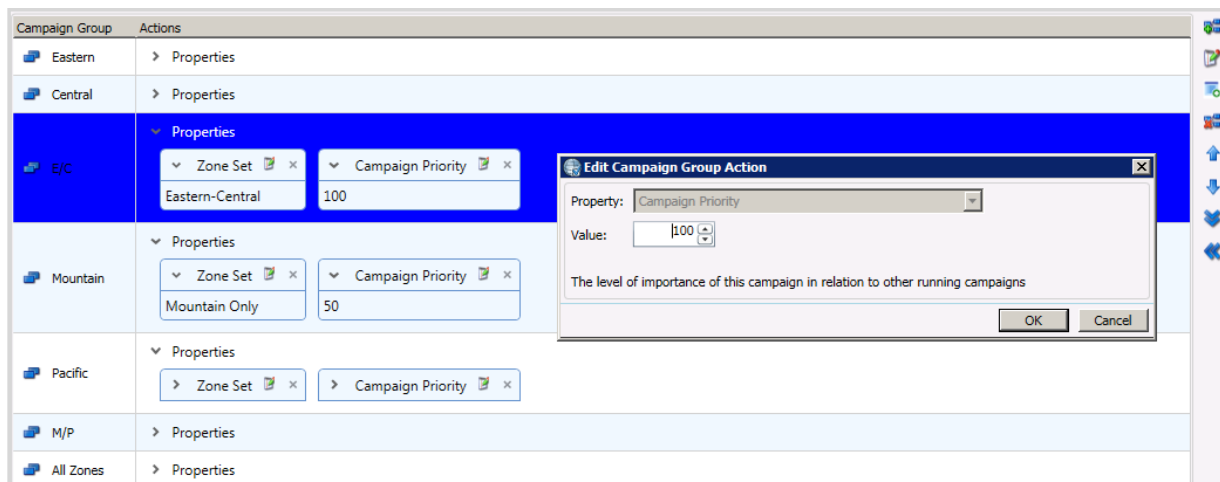 Campaign Group Actions
Eastern Properties
Central Properties
Properties
E/C
Zone Set Campaign Priority
Eastern-Central 100
Edit Campaign Group Action
Property: Campaign Priority
Value: 100
The level of importance of this campaign in relation to other running campaigns
OK Cancel
Properties
Mountain
Zone Set Campaign Priority
Mountain Only 50
Properties
Pacific
Zone Set Campaign Priority
M/P Properties
All Zones Properties